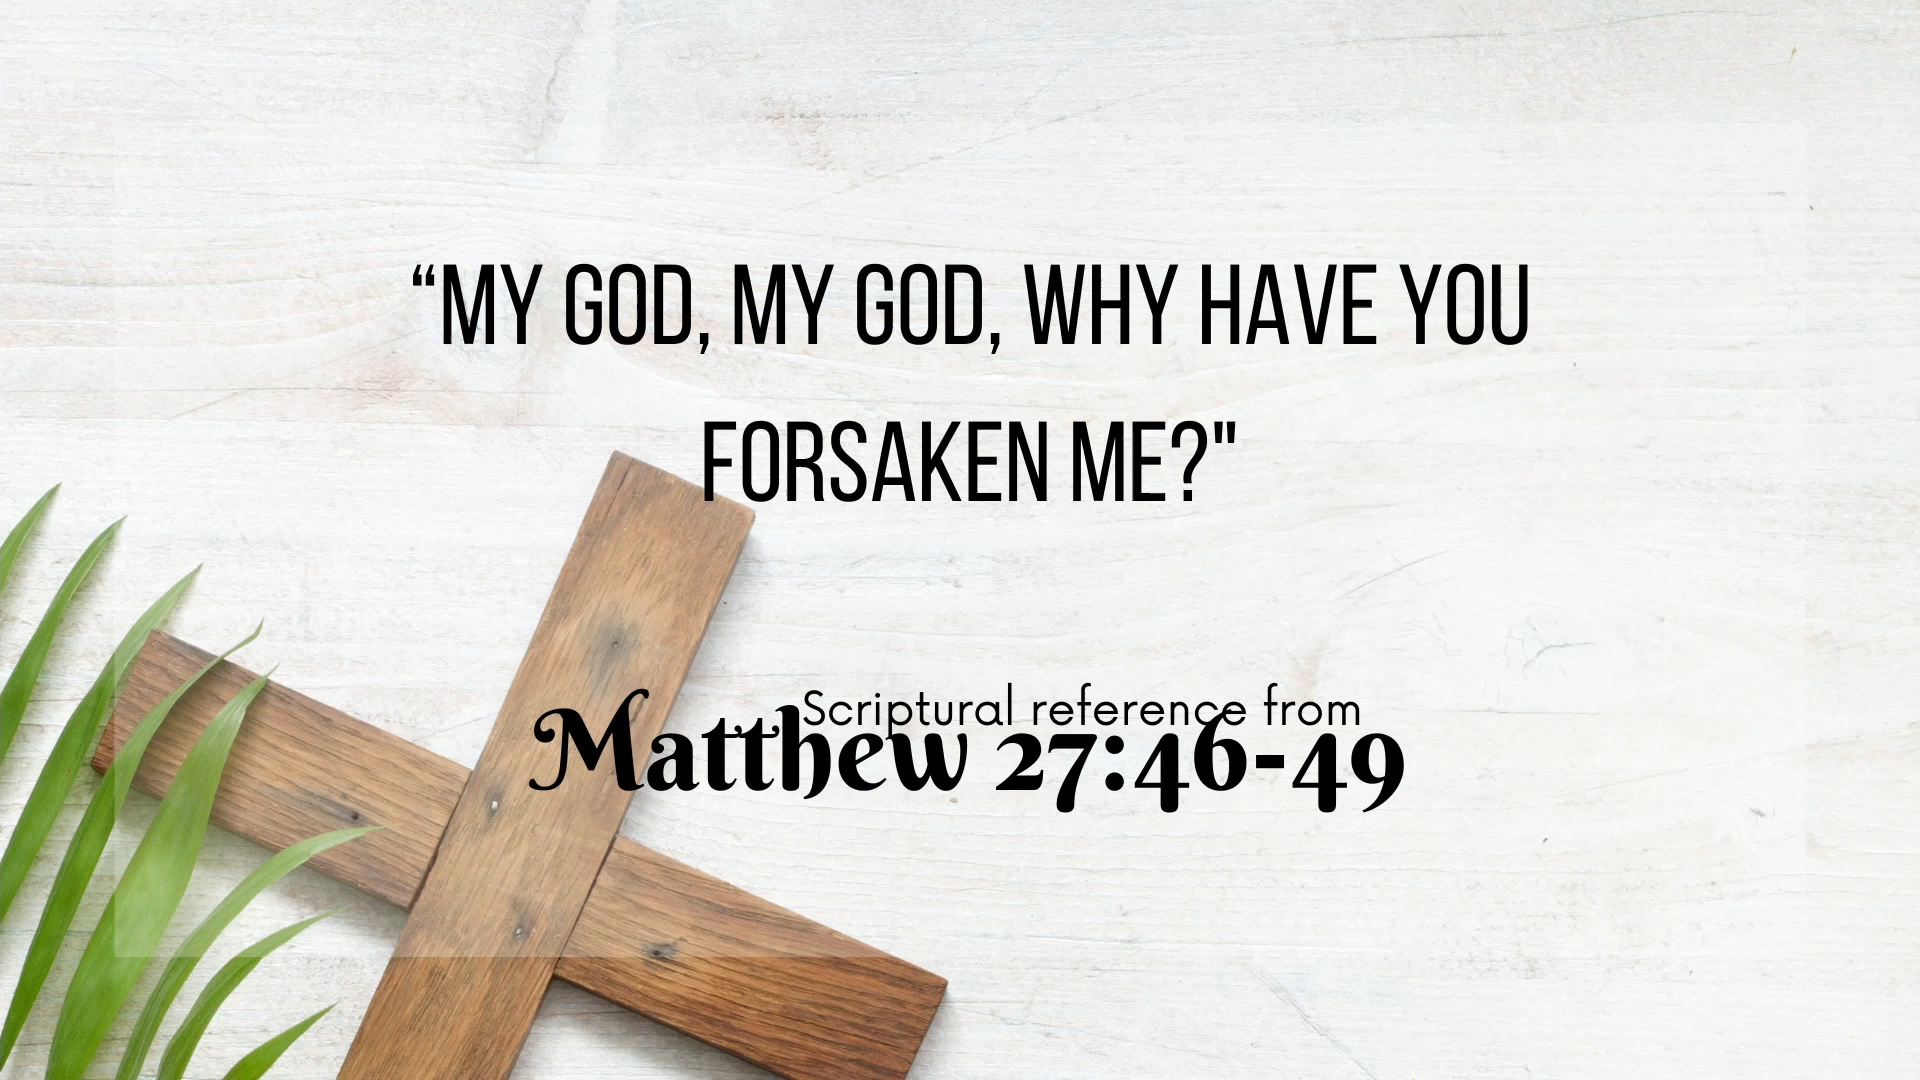 “MY GOD, MY GOD, WHY HAVE YOU
FORSAKEN ME?"
Scriptural reference from
Matthew 27:46-49